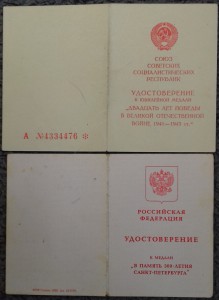 СОЮЗ
СОВЕТСКИХ
СОЦИАЛИСТИЧЕСКИХ
РЕСПУБЛИК
УДОСТОВЕРЕНИЕ
К ЮБИЛЕЙНОЙ МЕДАЛИ
„ДВАДЦАТЬ ЛЕТ ПОБЕДЫ
В ВЕЛИКОЙ ОТЕЧЕСТВЕННОЙ
ВОЙНЕ 1941—1945 гг.“
А №4334476 *
РОССИЙСКАЯ
ФЕДЕРАЦИЯ
УДОСТОВЕРЕНИЕ
К МЕДАЛИ
"В ПАМЯТЬ 300-ЛЕТИЯ
САНКТ-ПЕТЕРБУРГА"